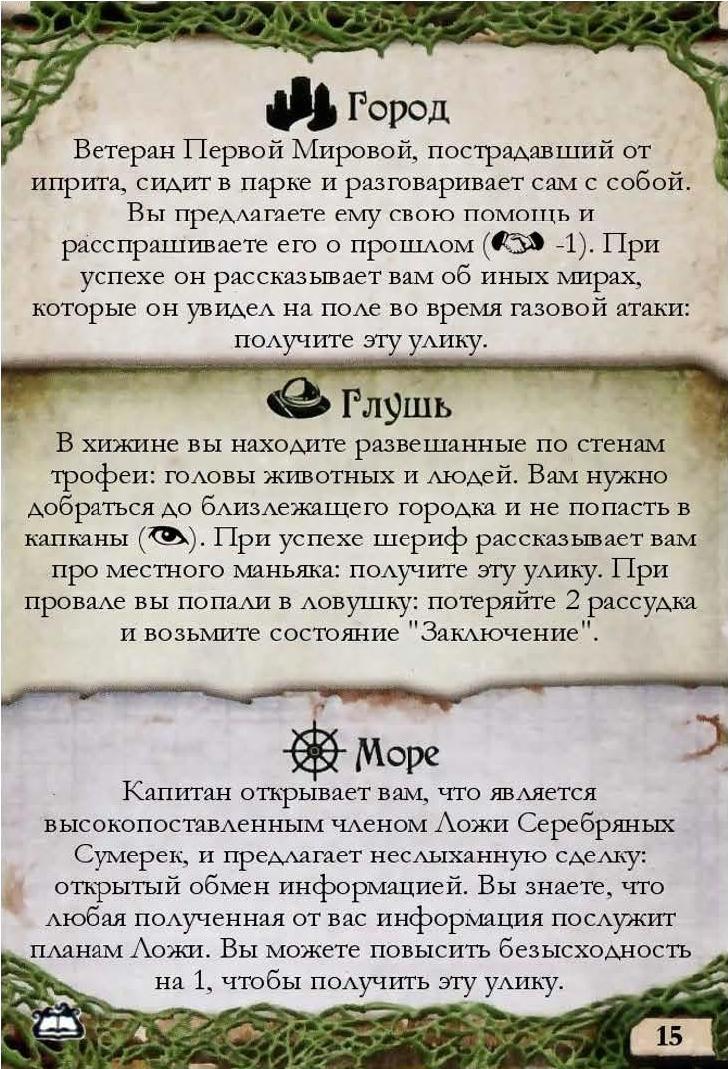 Город
Ветеран Первой Мировой, пострадавший от
иприта, сидит в парке и разговаривает сам с собой.
Вы предлагаете ему свою помощь и
расспрашиваете его о прошлом ( -1). При
успехе он рассказывает вам об иных мирах,
которые он увидел на поле во время газовой атаки:
получите эту улику.
Глушь
В хижине вы находите развешанные по стенам
трофеи: головы животных и людей. Вам нужно
добраться до близлежащего городка и не попасть в
капканы ( ). При успехе шериф рассказывает вам
про местного маньяка: получите эту улику. При
провале вы попали в ловушку: потеряйте 2 рассудка
и возьмите состояние "Заключение".
Море
Капитан открывает вам, что является
высокопоставленным членом Ложи Серебряных
Сумерек, и предлагает неслыханную сделку:
открытый обмен информацией. Вы знаете, что
любая полученная от вас информация послужит
планам Ложи. Вы можете повысить безысходность
на 1, чтобы получить эту улику.
15